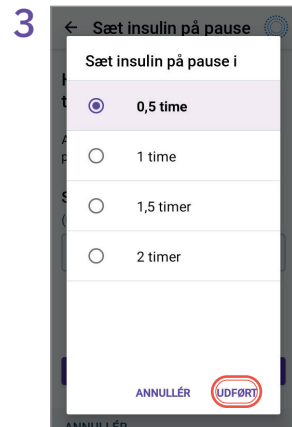 3
Sæt insulin på pause
Sæt insulin på pause i
0,5 time
1 time
1,5 timer
2 timer
ANNULLÉR UDFØRT
ANNULLÉR